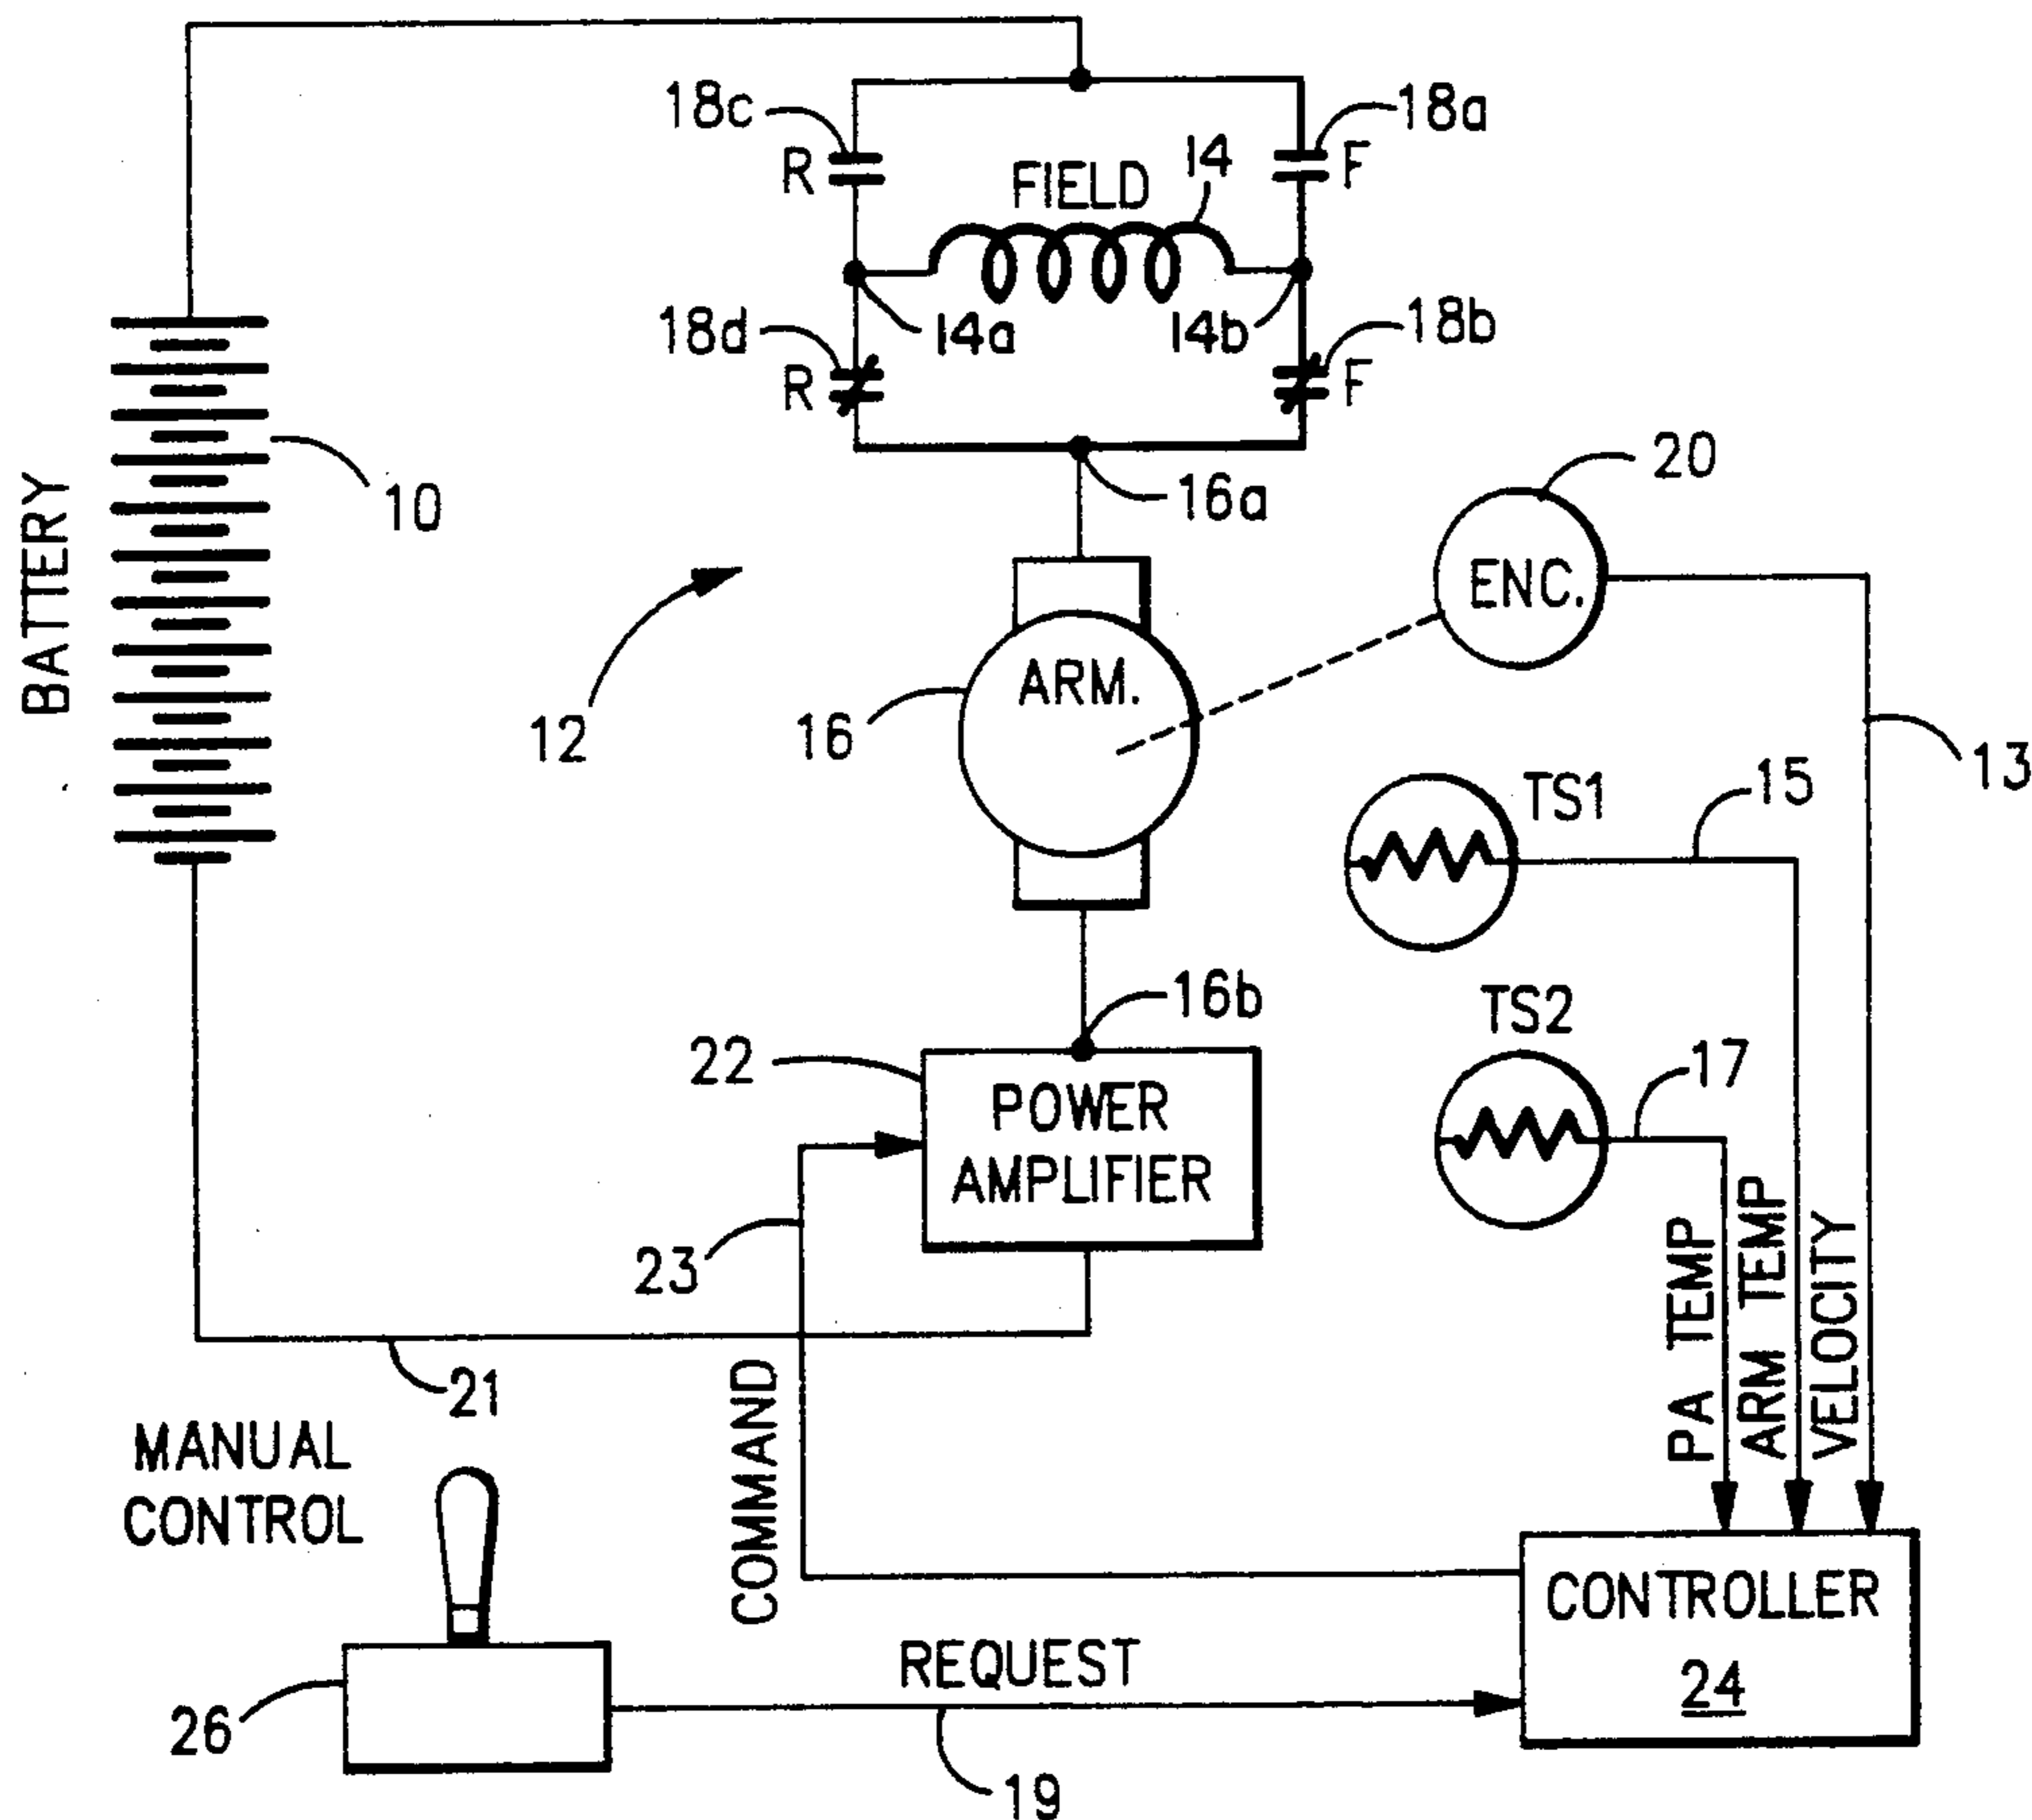 18c
18a
R
FIELD
14
F
18d
14a
14b
18b
R
F
BATTERY
10
16a
20
ENC.
12
16
ARM.
13
TS1
15
16b
TS2
22
17
POWER
AMPLIFIER
23
PA TEMP
ARM TEMP
VELOCITY
21
COMMAND
MANUAL
CONTROL
CONTROLLER
24
REQUEST
26
19